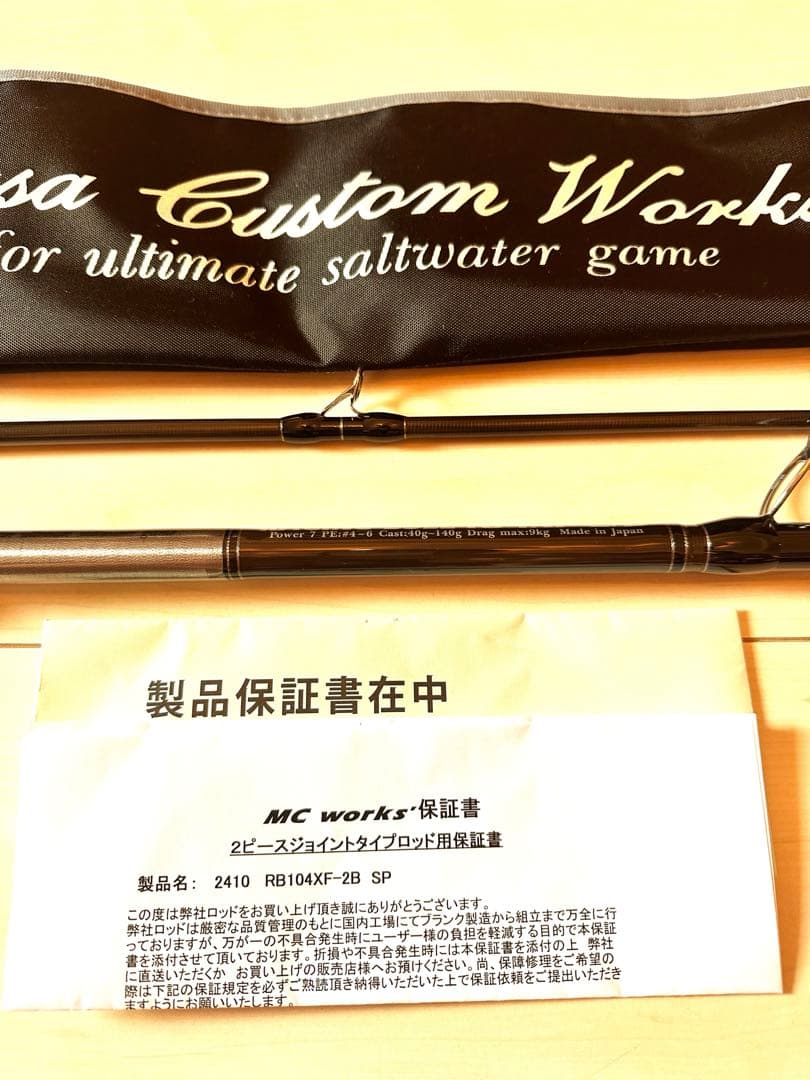 Custom Works
for ultimate saltwater game
Power 7 PE:#4~6 Cast:40g~140g Drag max:9kg Made in Japan
製品保証書在中
MC works' 保証書
2ピースジョイントタイプロッド用保証書
製品名: 2410 RB104XF-2B SP
この度は弊社ロッドをお買い上げ頂き誠にありがとうございます。
弊社ロッドは厳密な品質管理のもとに国内工場にてブランク製造から組立まで万全に行
っておりますが、万が一の不具合発生時にユーザー様の負担を軽減する目的で本保証
書を添付させて頂いております。折損や不具合発生時には本保証書を添付の上 弊社
に直送いただくか お買い上げの販売店様へお預けください。尚、保障修理をご希望の
際は下記の保証規定を必ずご熟読頂き納得いただいた上で保証依頼をご提出いただき
ますようにお願いいたします。